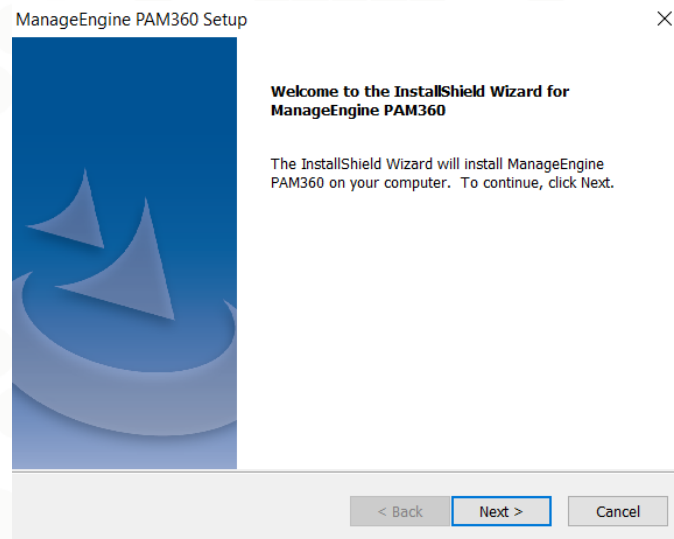 ManageEngine PAM360 Setup
Welcome to the InstallShield Wizard for
ManageEngine PAM360
The InstallShield Wizard will install ManageEngine
PAM360 on your computer.  To continue, click Next.
< Back
Next >
Cancel